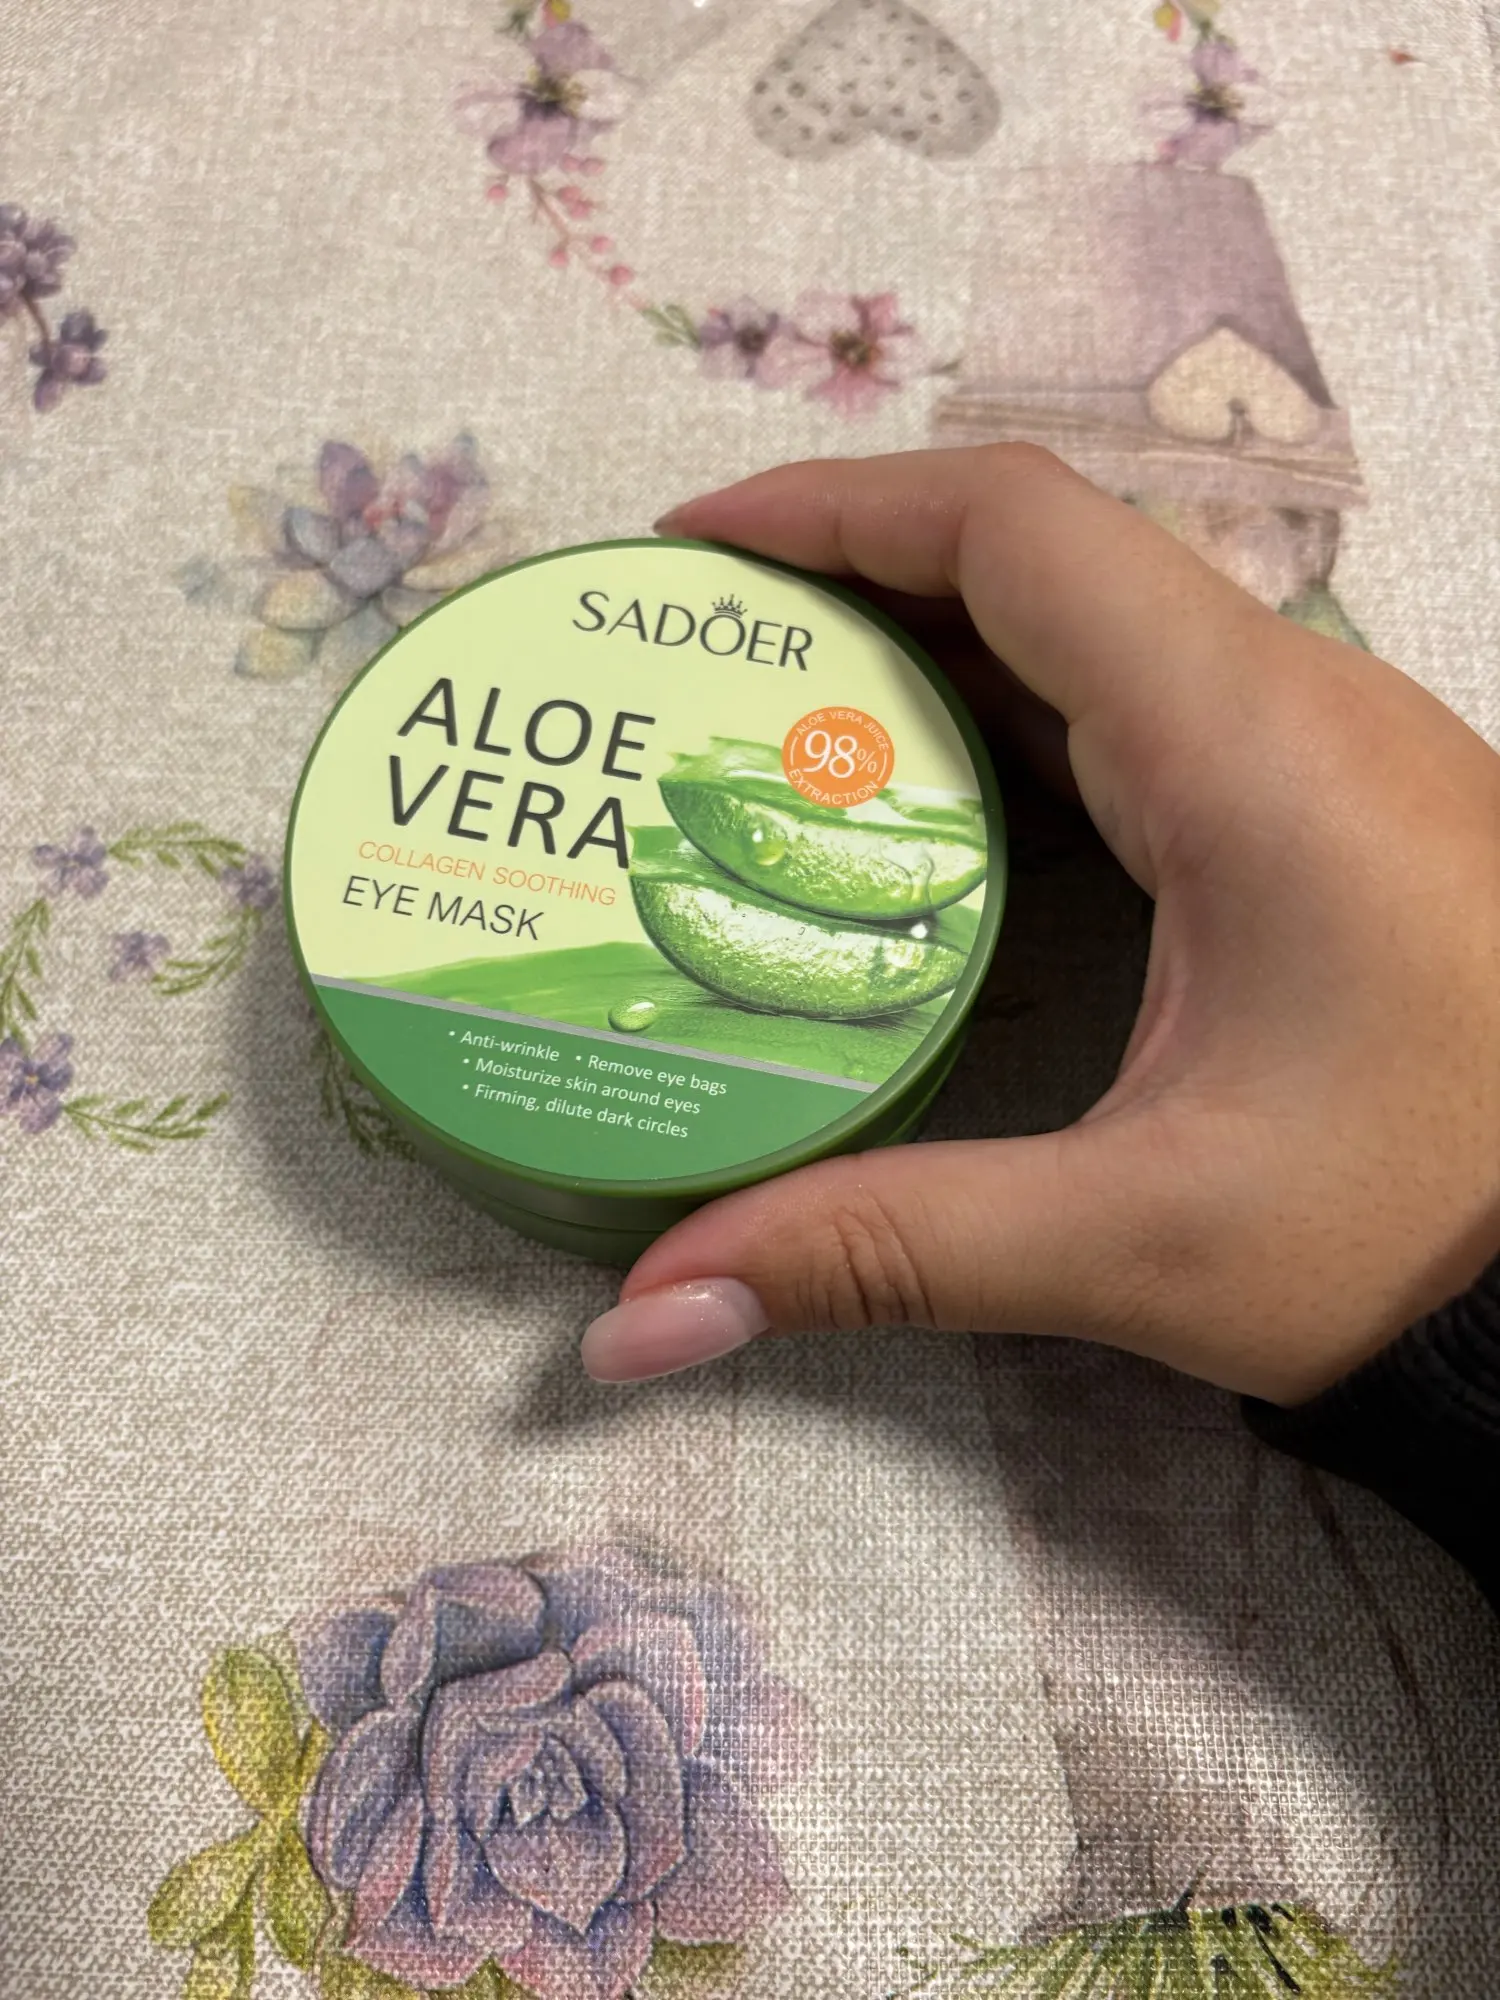 SADOER
ALOE
VERA
ALOE VERA JUICE
98%
EXTRACTION
COLLAGEN SOOTHING
EYE MASK
• Anti-wrinkle • Remove eye bags
• Moisturize skin around eyes
• Firming, dilute dark circles